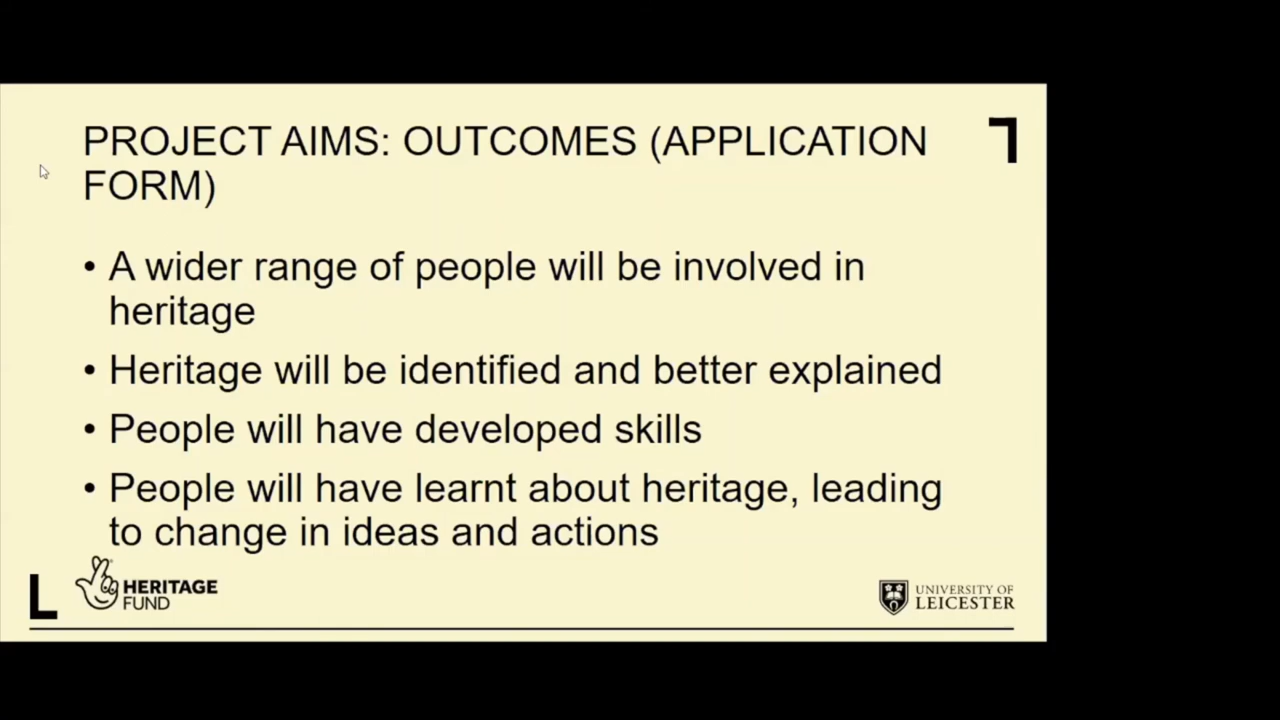 PROJECT AIMS: OUTCOMES (APPLICATION
FORM)
• A wider range of people will be involved in
heritage
• Heritage will be identified and better explained
• People will have developed skills
• People will have learnt about heritage, leading
to change in ideas and actions
HERITAGE
FUND
UNIVERSITY OF
LEICESTER